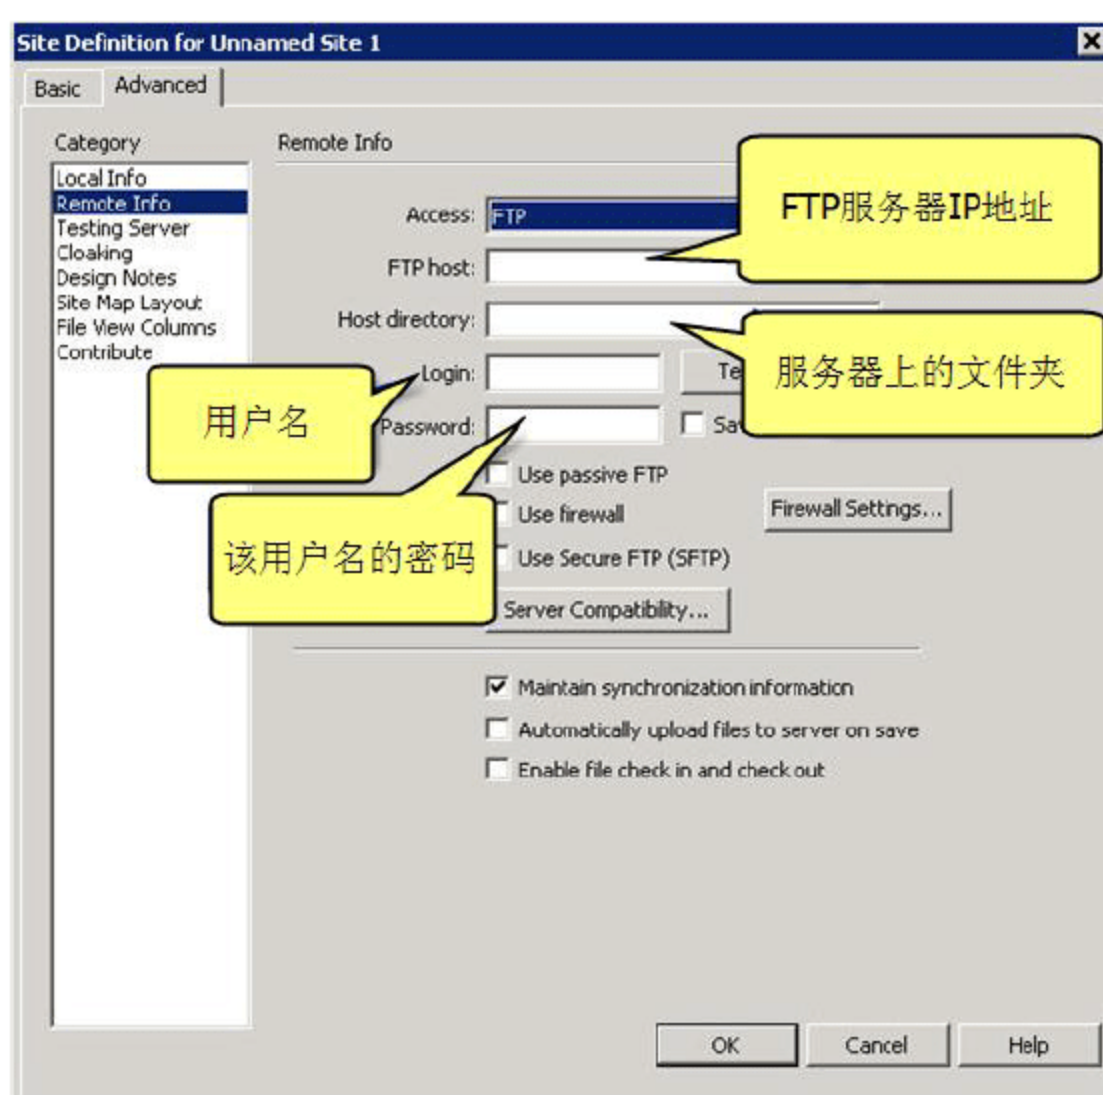 Site Definition for Unnamed Site 1
Basic Advanced
Category
Remote Info
Local Info
Remote Info
Testing Server
Cloaking
Design Notes
Site Map Layout
File View Columns
Contribute
Access: FTP
FTP服务器IP地址
FTP host:
Host directory:
服务器上的文件夹
Login:
用户名
Password:
该用户名的密码
Use passive FTP
Use firewall
Firewall Settings...
Use Secure FTP (SFTP)
Server Compatibility...
Maintain synchronization information
Automatically upload files to server on save
Enable file check in and check out
OK Cancel Help